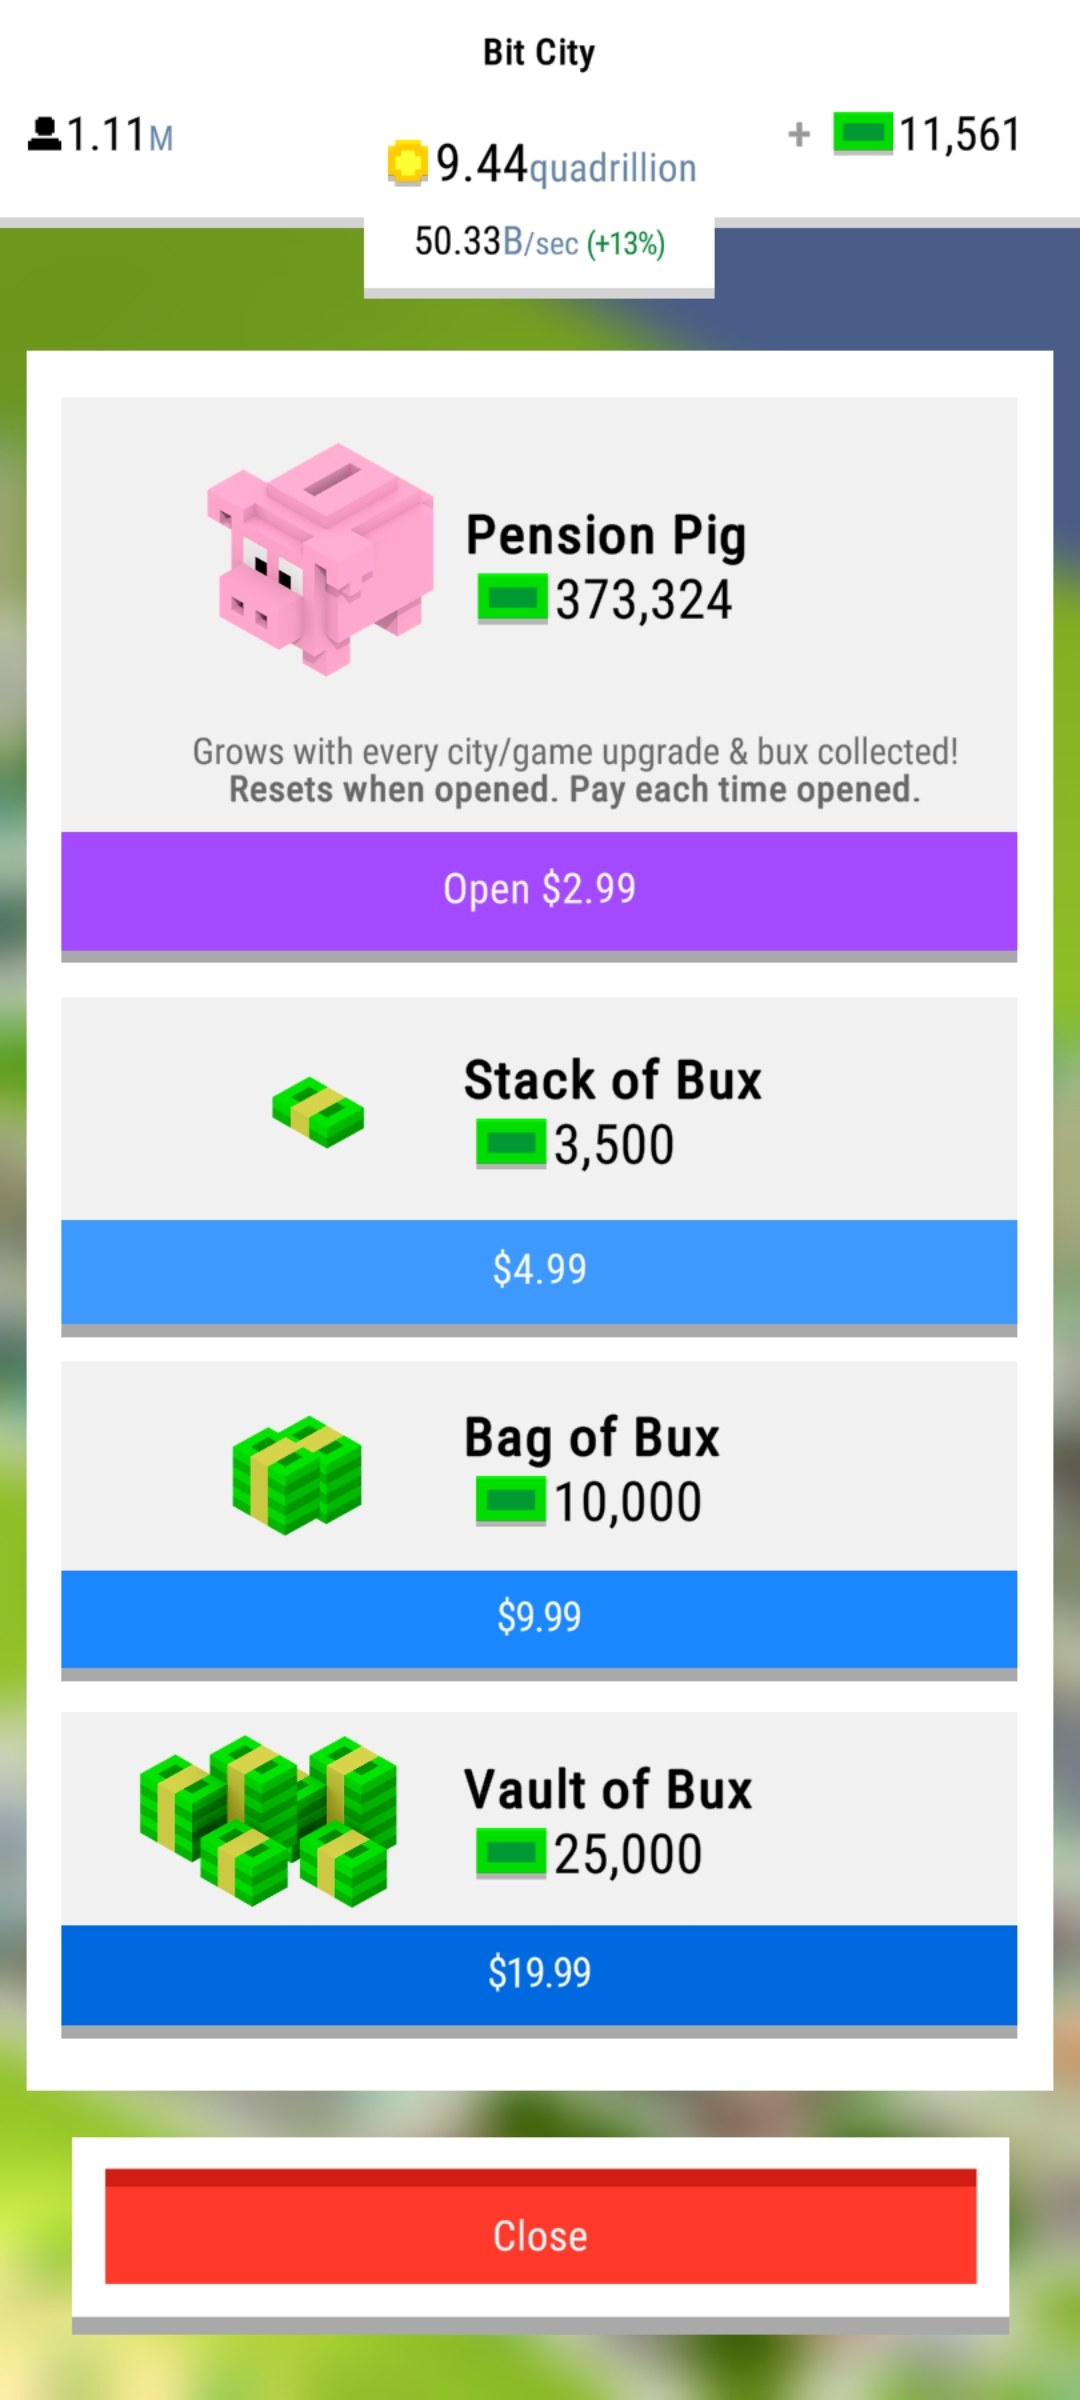 Bit City
1.11M
9.44quadrillion
+ 11,561
50.33B/sec (+13%)
Pension Pig
373,324
Grows with every city/game upgrade & bux collected!
Resets when opened. Pay each time opened.
Open $2.99
Stack of Bux
3,500
$4.99
Bag of Bux
10,000
$9.99
Vault of Bux
25,000
$19.99
Close